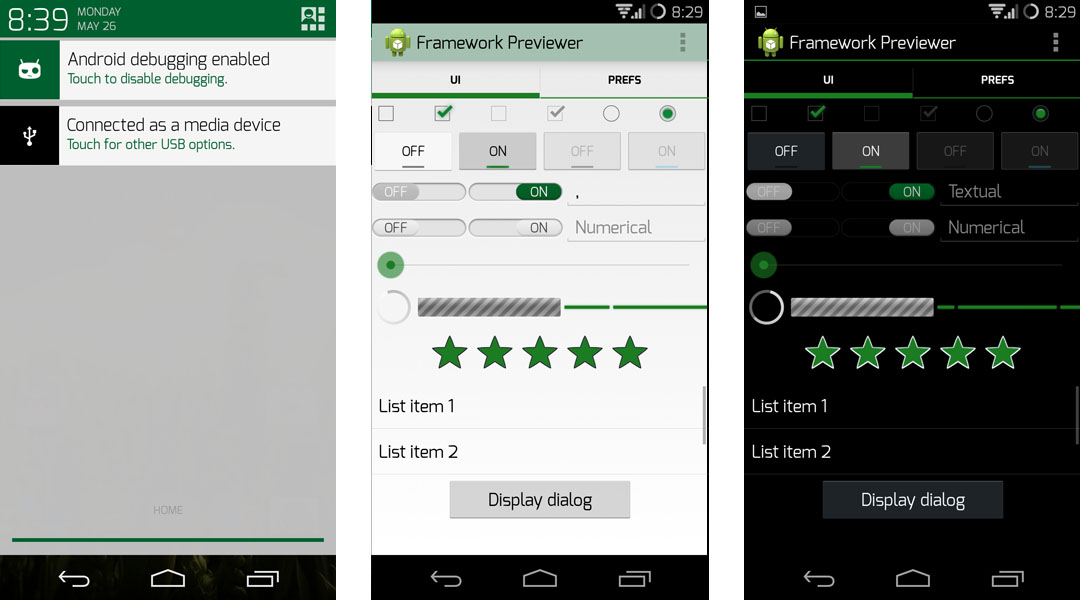 8:39 MONDAY
MAY 26
Android debugging enabled
Touch to disable debugging.
Connected as a media device
Touch for other USB options.
HOME
8:29
Framework Previewer
UI PREFS
OFF ON OFF ON
OFF ON ,
OFF ON Numerical
List item 1
List item 2
Display dialog
8:29
Framework Previewer
UI PREFS
OFF ON OFF ON
OFF ON Textual
OFF ON Numerical
List item 1
List item 2
Display dialog